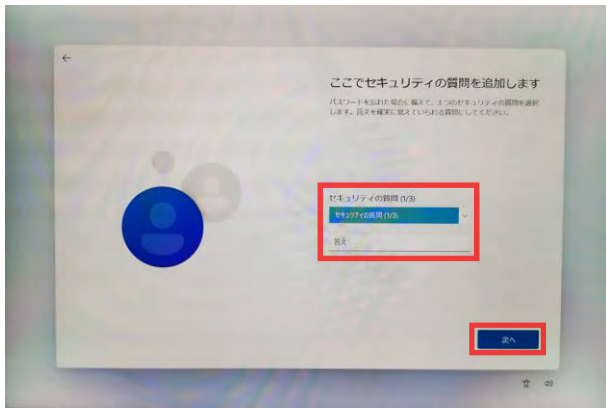 ここでセキュリティの質問を追加します
パスワードを忘れた場合に備えて、3 つのセキュリティの質問を選択
します。答えを確実に覚えていられる質問にしてください。
セキュリティの質問 (1/3)
セキュリティの質問 (1/3)
答え
次へ